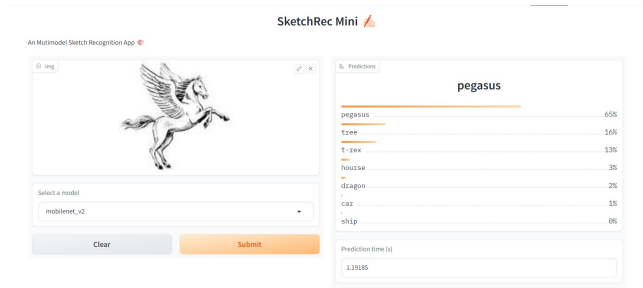 SketchRec Mini ✍🏻
An Mutimodel Sketch Recognition App 🎯
img
Select a model
mobilenet_v2
Clear
Submit
Predictions
pegasus
pegasus 65%
tree 16%
t-rex 13%
hourse 3%
dragon 2%
car 1%
ship 0%
Prediction time (s)
1.19185